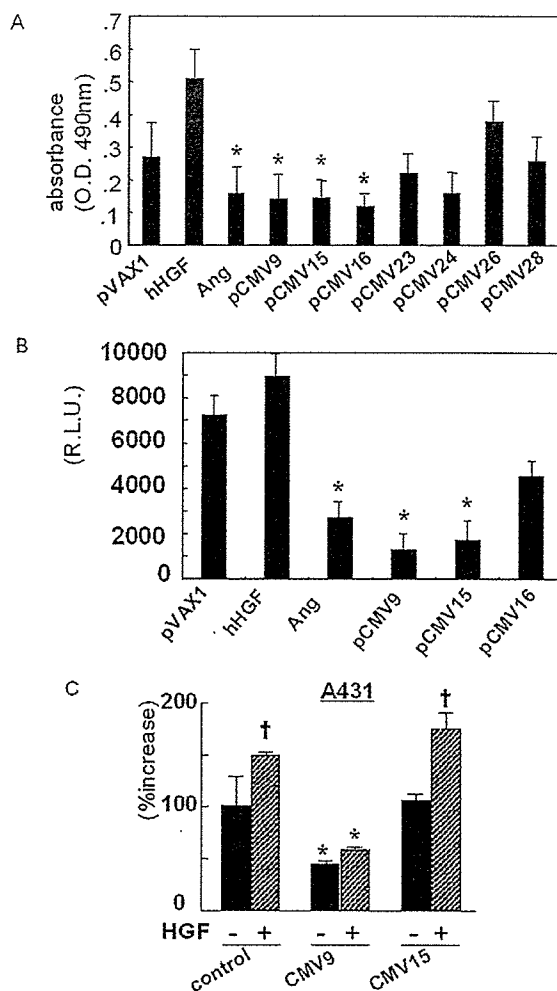 A
absorbance
(O.D. 490nm)
.7
.6
.5
.4
.3
.2
.1
0
* * * *
pVAX1 hHGF Ang pCMV9 pCMV15 pCMV16 pCMV23 pCMV24 pCMV26 pCMV28
B
(R.L.U.)
10000
8000
6000
4000
2000
0
* * *
pVAX1 hHGF Ang pCMV9 pCMV15 pCMV16
C
A431
(%increase)
200
100
0
† * * †
HGF - + - + - +
control CMV9 CMV15